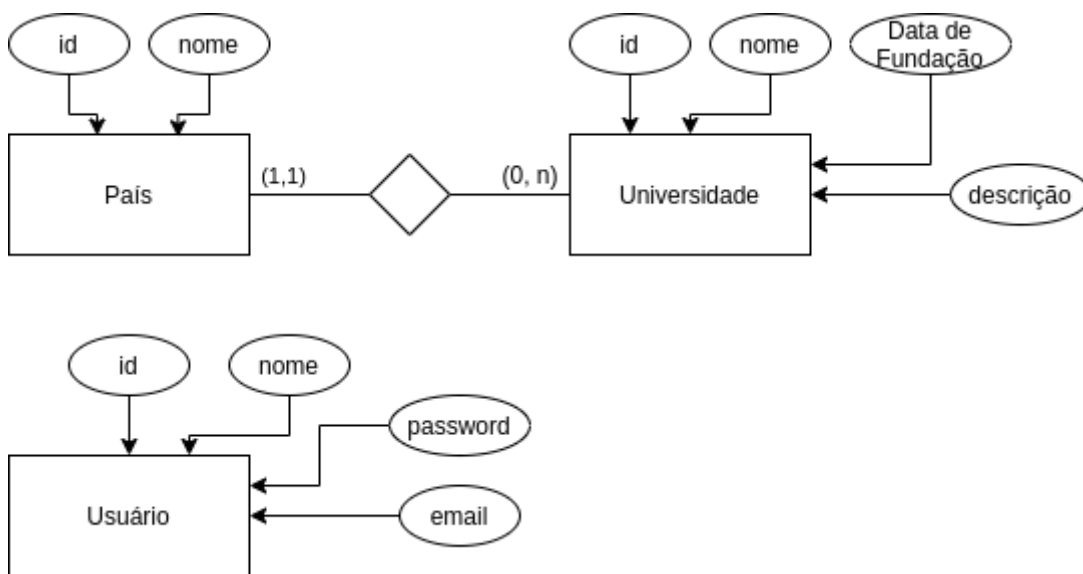 id
nome
id
nome
Data de
Fundação
País
(1,1)
(0, n)
Universidade
descrição
id
nome
password
Usuário
email